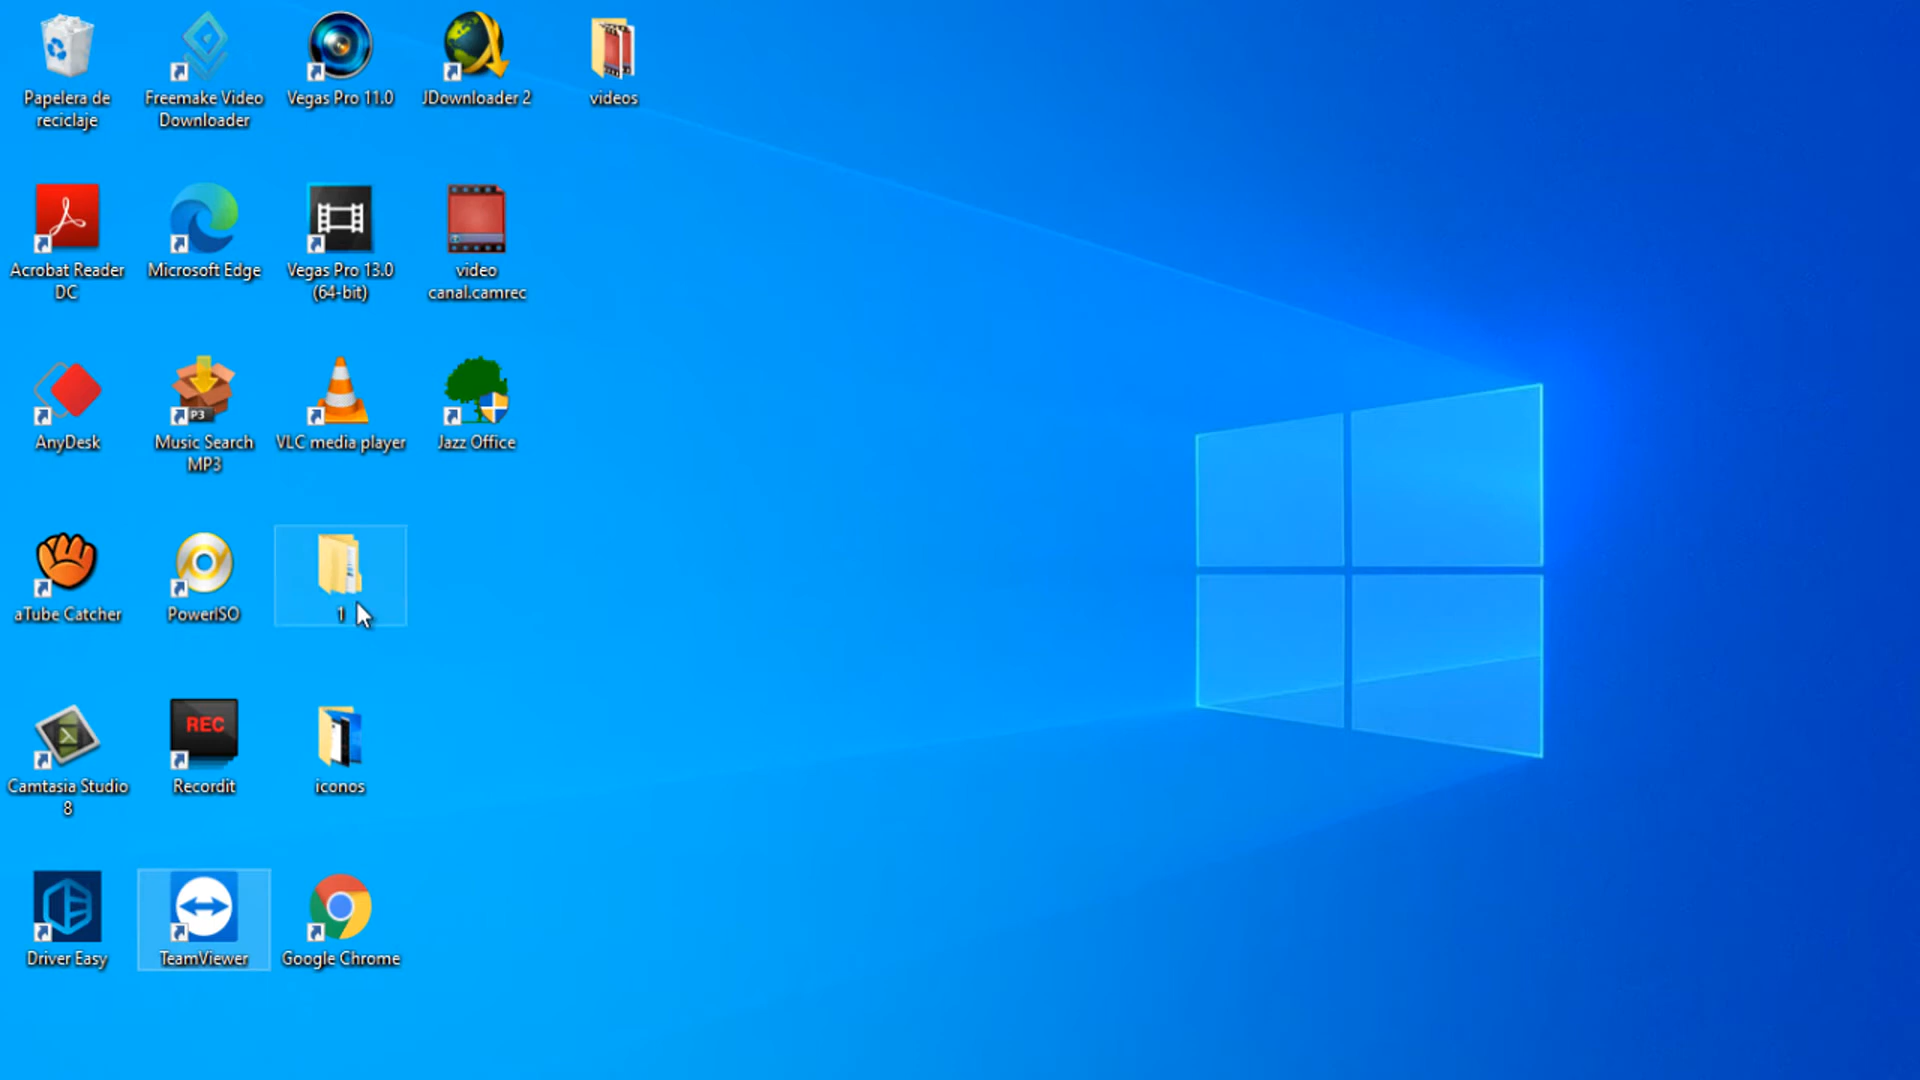 Papelera de
reciclaje
Freemake Video
Downloader
Vegas Pro 11.0
JDownloader 2
videos
Acrobat Reader
DC
Microsoft Edge
Vegas Pro 13.0
(64-bit)
video
canal.camrec
AnyDesk
P3
Music Search
MP3
VLC media player
Jazz Office
aTube Catcher
PowerISO
1
Camtasia Studio
8
REC
Recordit
iconos
Driver Easy
TeamViewer
Google Chrome